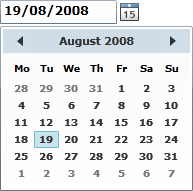 19/08/2008
15
August 2008
Mo Tu We Th Fr Sa Su
28 29 30 31 1 2 3
4 5 6 7 8 9 10
11 12 13 14 15 16 17
18 19 20 21 22 23 24
25 26 27 28 29 30 31
1 2 3 4 5 6 7